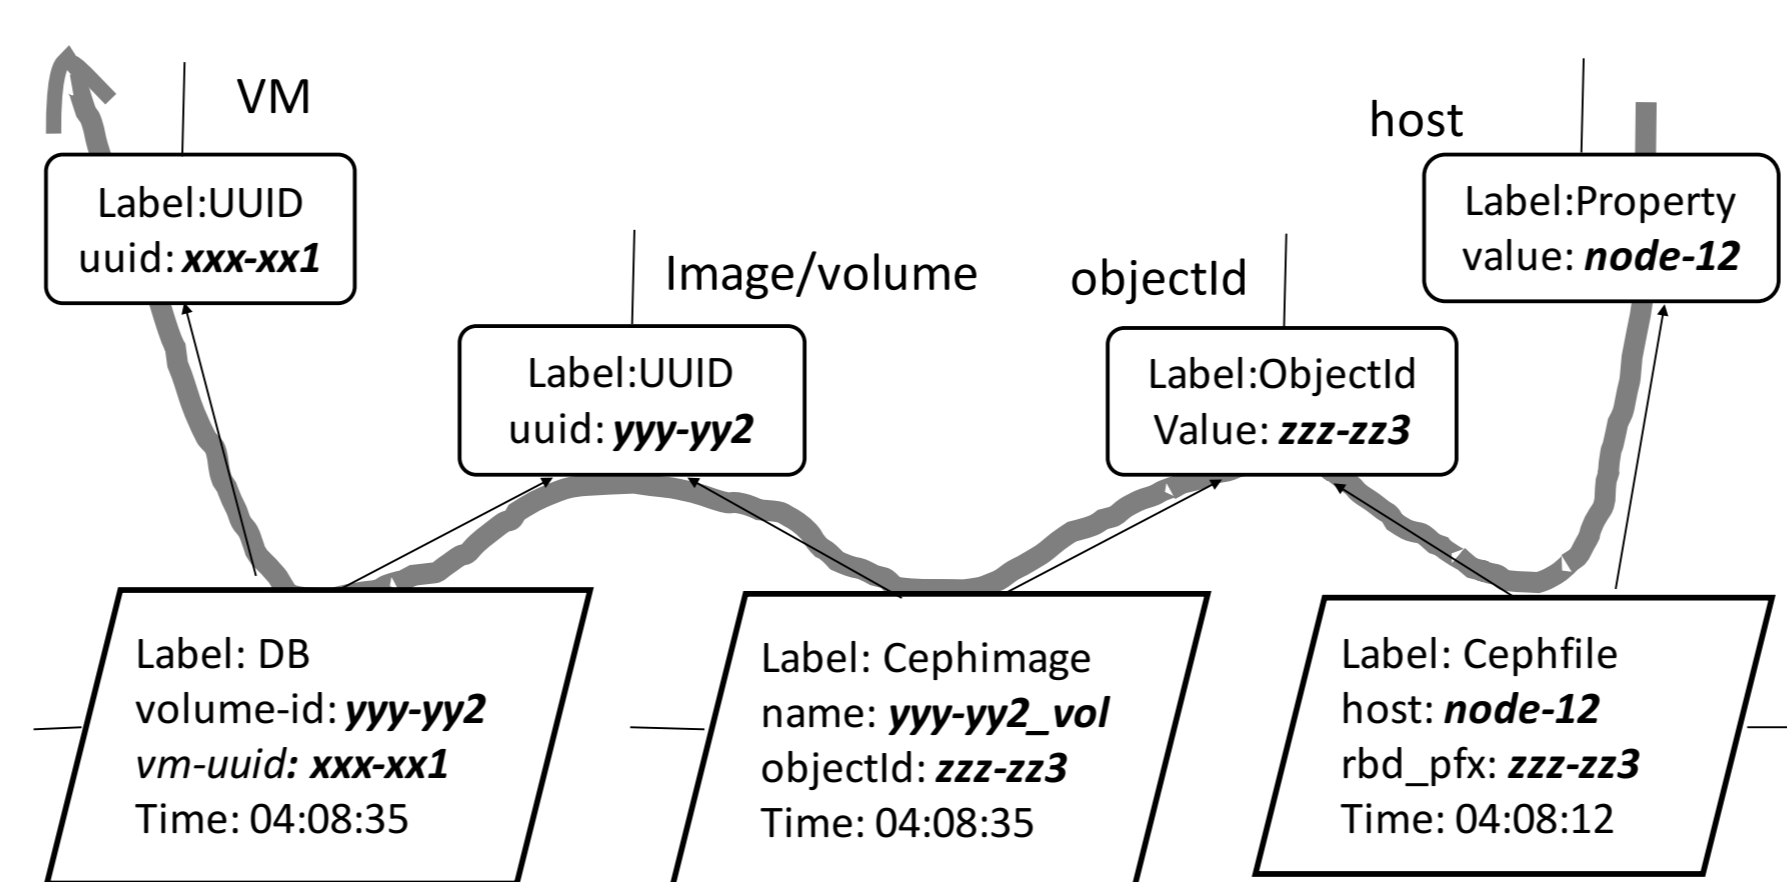 VM
host
Label:UUID
uuid: xxx-xx1
Label:Property
value: node-12
Image/volume
objectId
Label:UUID
uuid: yyy-yy2
Label:ObjectId
Value: zzz-zz3
Label: DB
volume-id: yyy-yy2
vm-uuid: xxx-xx1
Time: 04:08:35
Label: Cephimage
name: yyy-yy2_vol
objectId: zzz-zz3
Time: 04:08:35
Label: Cephfile
host: node-12
rbd_pfx: zzz-zz3
Time: 04:08:12